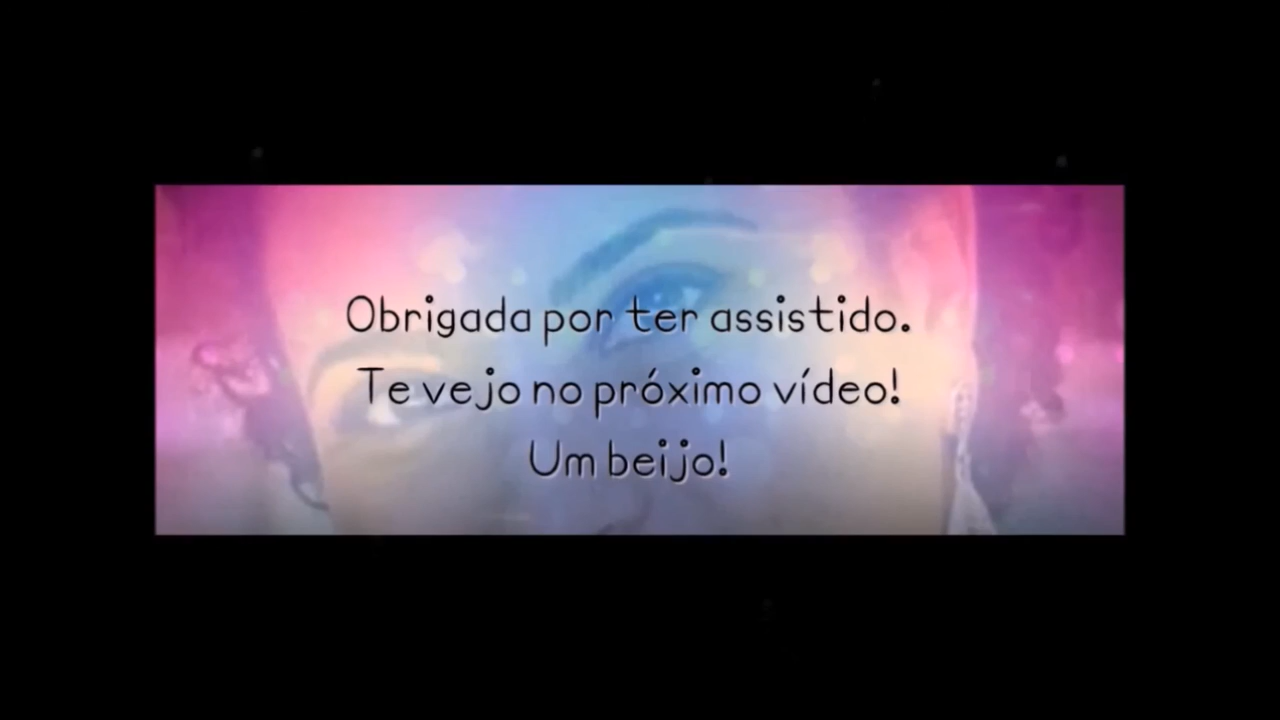 Obrigada por ter assistido.
Te vejo no próximo vídeo!
Um beijo!